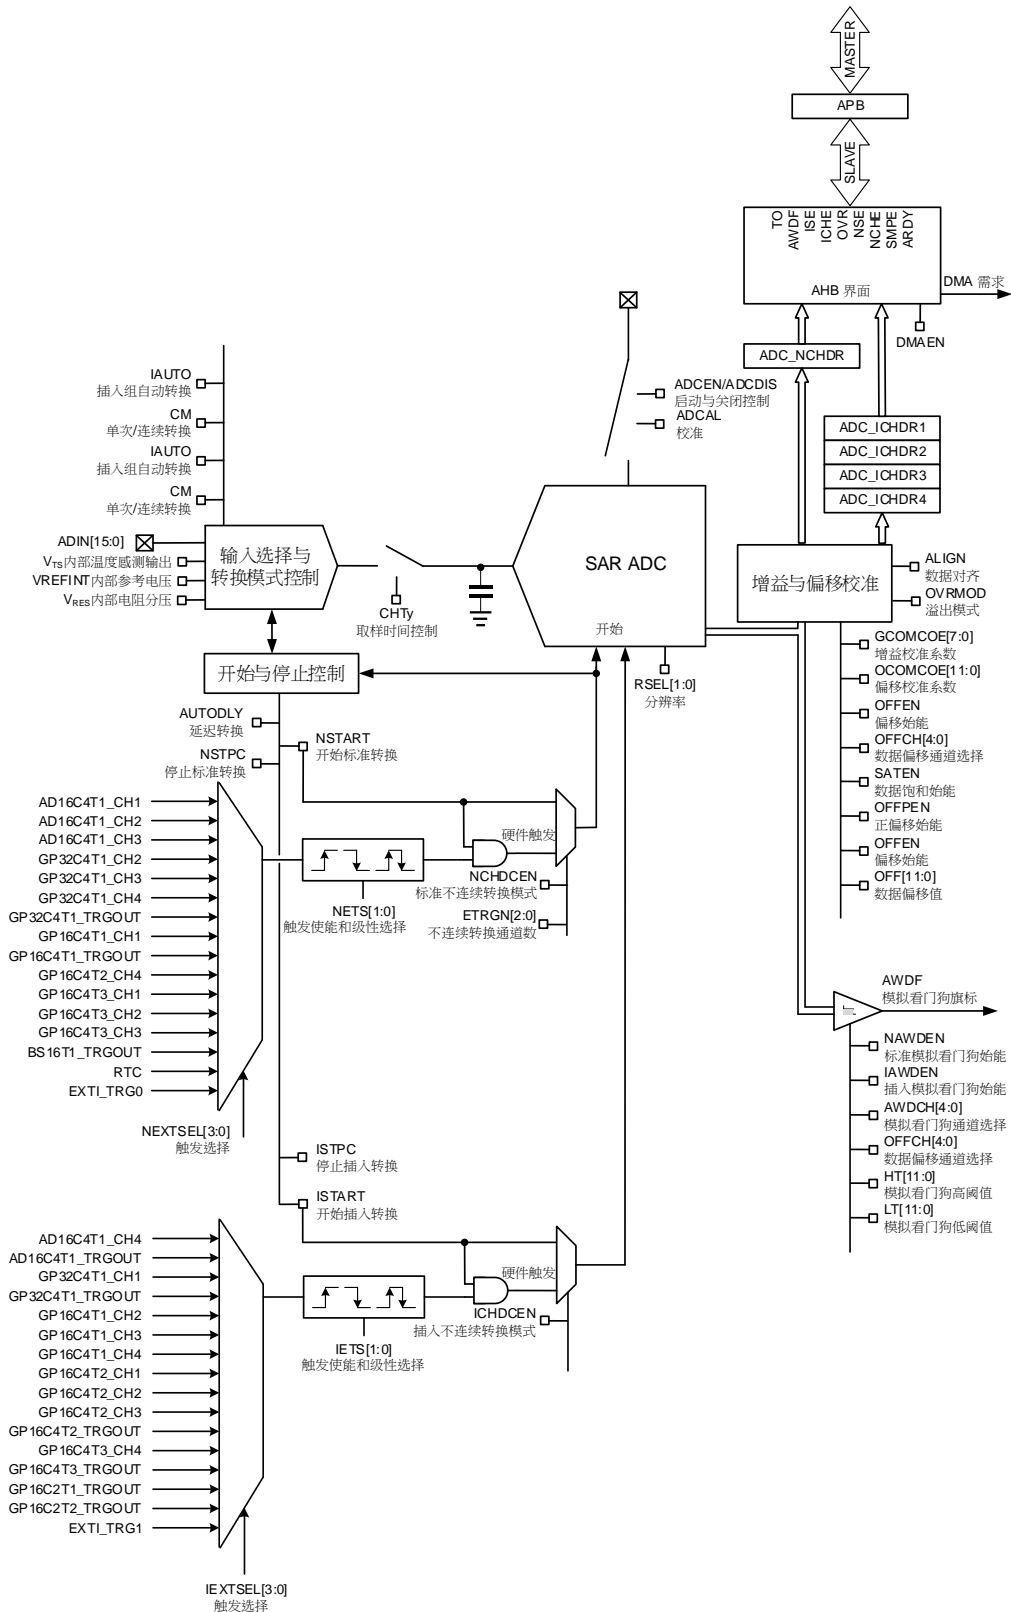 MASTER
APB
SLAVE
TO
AWDF
ISE
ICHE
OVR
NSE
NCHE
SMPE
ARDY
AHB 界面
DMA 需求
DMAEN
ADC_NCHDR
ADC_ICHDR1
ADC_ICHDR2
ADC_ICHDR3
ADC_ICHDR4
IAUTO
插入组自动转换
CM
单次/连续转换
IAUTO
插入组自动转换
CM
单次/连续转换
ADCEN/ADCDIS
启动与关闭控制
ADCAL
校准
ADIN[15:0]
VTS内部温度感测输出
VREFINT内部参考电压
VRES内部电阻分压
输入选择与
转换模式控制
CHTy
取样时间控制
SAR ADC
开始
RSEL[1:0]
分辨率
增益与偏移校准
ALIGN
数据对齐
OVRMOD
溢出模式
GCOMCOE[7:0]
增益校准系数
OCOMCOE[11:0]
偏移校准系数
OFFEN
偏移始能
OFFCH[4:0]
数据偏移通道选择
SATEN
数据饱和始能
OFFPEN
正偏移始能
OFFEN
偏移始能
OFF[11:0]
数据偏移值
开始与停止控制
AUTODLY
延迟转换
NSTPC
停止标准转换
NSTART
开始标准转换
AD16C4T1_CH1
AD16C4T1_CH2
AD16C4T1_CH3
GP32C4T1_CH2
GP32C4T1_CH3
GP32C4T1_CH4
GP32C4T1_TRGOUT
GP16C4T1_CH1
GP16C4T1_TRGOUT
GP16C4T2_CH4
GP16C4T3_CH1
GP16C4T3_CH2
GP16C4T3_CH3
BS16T1_TRGOUT
RTC
EXTI_TRG0
NEXTSEL[3:0]
触发选择
NETS[1:0]
触发使能和级性选择
硬件触发
NCHDCEN
标准不连续转换模式
ETRGN[2:0]
不连续转换通道数
AWDF
模拟看门狗旗标
NAWDEN
标准模拟看门狗始能
IAWDEN
插入模拟看门狗始能
AWDCH[4:0]
模拟看门狗通道选择
OFFCH[4:0]
数据偏移通道选择
HT[11:0]
模拟看门狗高阈值
LT[11:0]
模拟看门狗低阈值
ISTPC
停止插入转换
ISTART
开始插入转换
AD16C4T1_CH4
AD16C4T1_TRGOUT
GP32C4T1_CH1
GP32C4T1_TRGOUT
GP16C4T1_CH2
GP16C4T1_CH3
GP16C4T1_CH4
GP16C4T2_CH1
GP16C4T2_CH2
GP16C4T2_CH3
GP16C4T2_TRGOUT
GP16C4T3_CH4
GP16C4T3_TRGOUT
GP16C2T1_TRGOUT
GP16C2T2_TRGOUT
EXTI_TRG1
IEXTSEL[3:0]
触发选择
IETS[1:0]
触发使能和级性选择
硬件触发
ICHDCEN
插入不连续转换模式